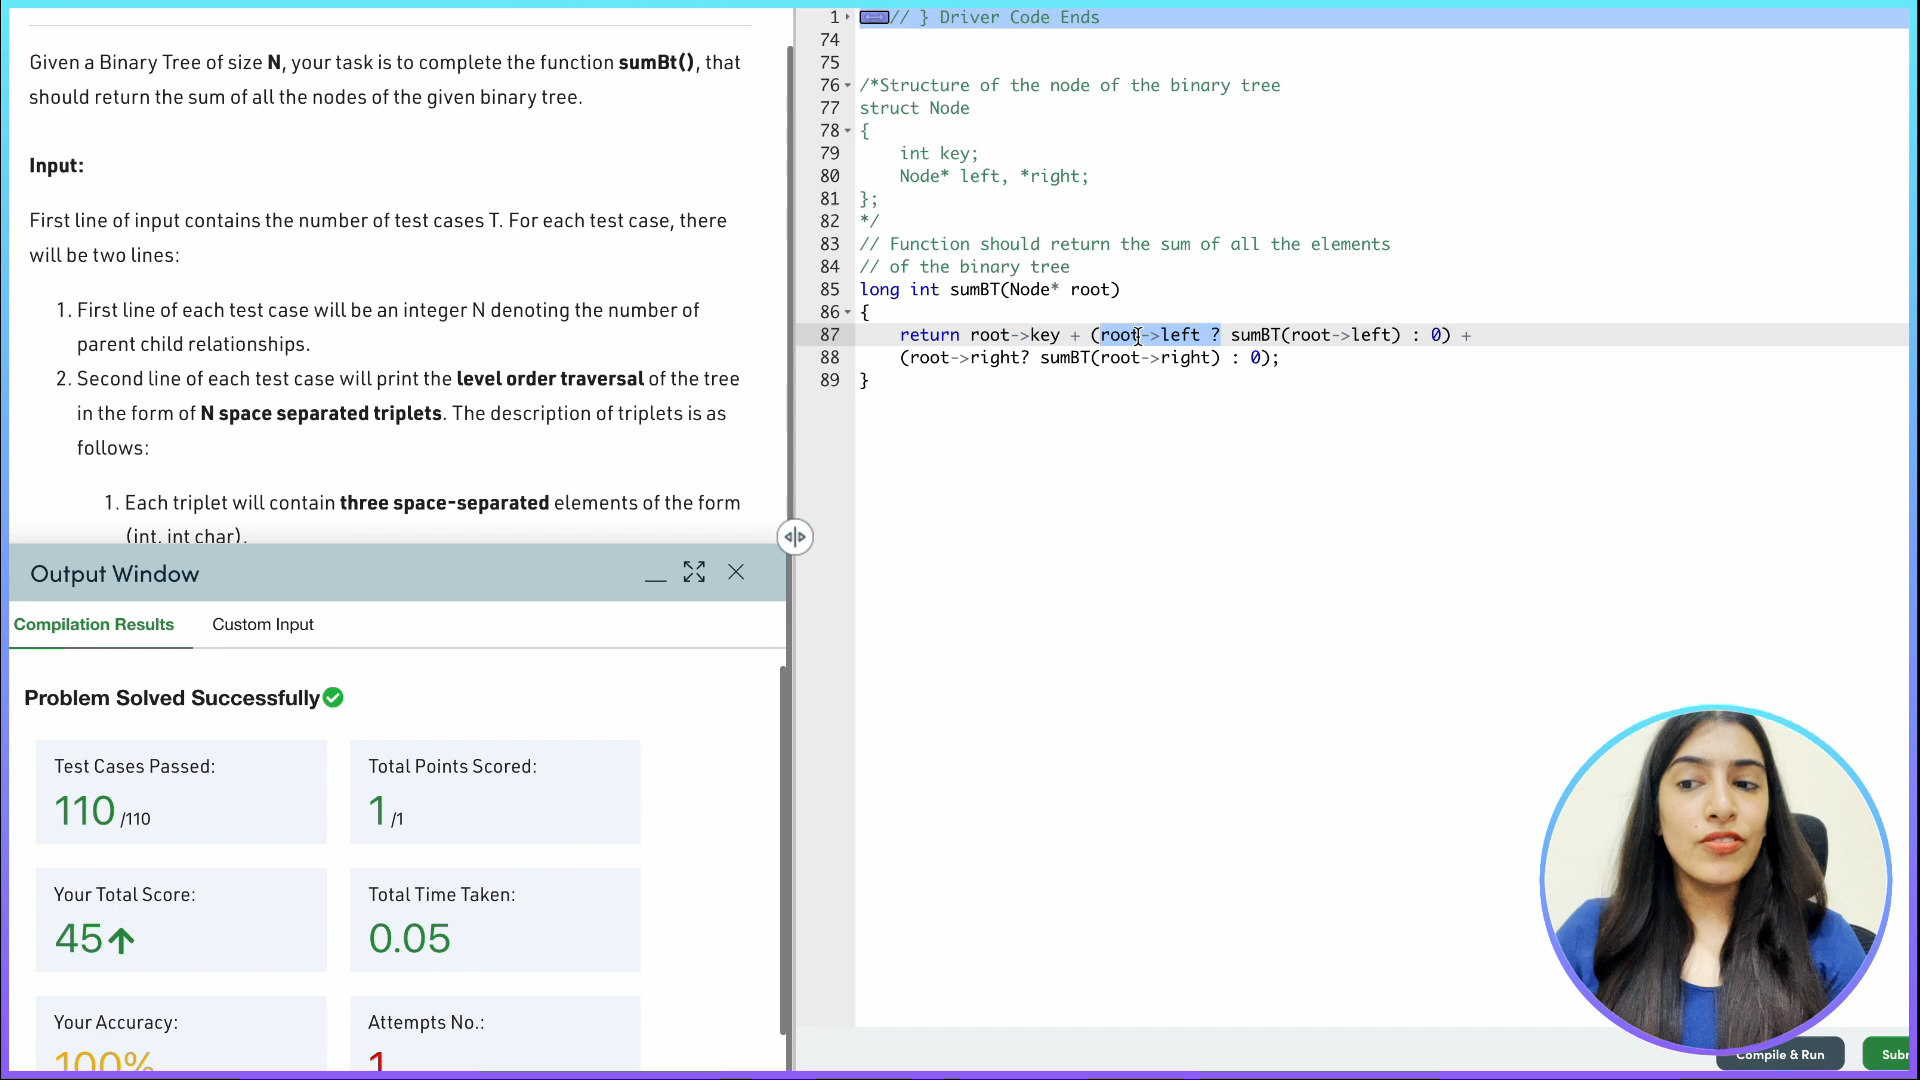 Given a Binary Tree of size N, your task is to complete the function sumBt(), that
should return the sum of all the nodes of the given binary tree.
Input:
First line of input contains the number of test cases T. For each test case, there
will be two lines:
1. First line of each test case will be an integer N denoting the number of
parent child relationships.
2. Second line of each test case will print the level order traversal of the tree
in the form of N space separated triplets. The description of triplets is as
follows:
1. Each triplet will contain three space-separated elements of the form
(int, int char).
Output Window
Compilation Results Custom Input
Problem Solved Successfully
Test Cases Passed:
110 /110
Total Points Scored:
1 /1
Your Total Score:
45
Total Time Taken:
0.05
Your Accuracy:
100%
Attempts No.:
1
1 // } Driver Code Ends
74
75
76 /*Structure of the node of the binary tree
77 struct Node
78 {
79     int key;
80     Node* left, *right;
81 };
82 */
83 // Function should return the sum of all the elements
84 // of the binary tree
85 long int sumBT(Node* root)
86 {
87     return root->key + (root->left ? sumBT(root->left) : 0) +
88     (root->right? sumBT(root->right) : 0);
89 }
Compile & Run